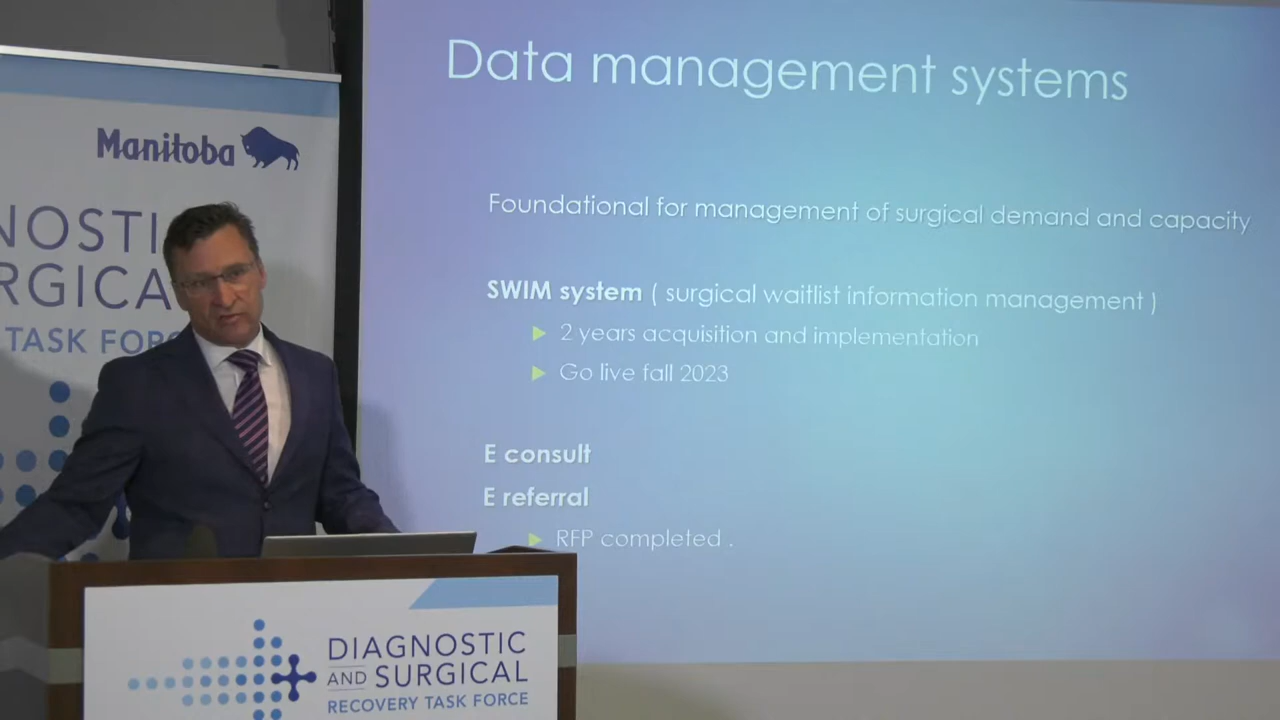 Data management systems
Foundational for management of surgical demand and capacity
SWIM system ( surgical waitlist information management )
2 years acquisition and implementation
Go live fall 2023
E consult
E referral
RFP completed .
Manitoba
NOSTI
RGICA
TASK FOR
DIAGNOSTIC
AND SURGICAL
RECOVERY TASK FORCE